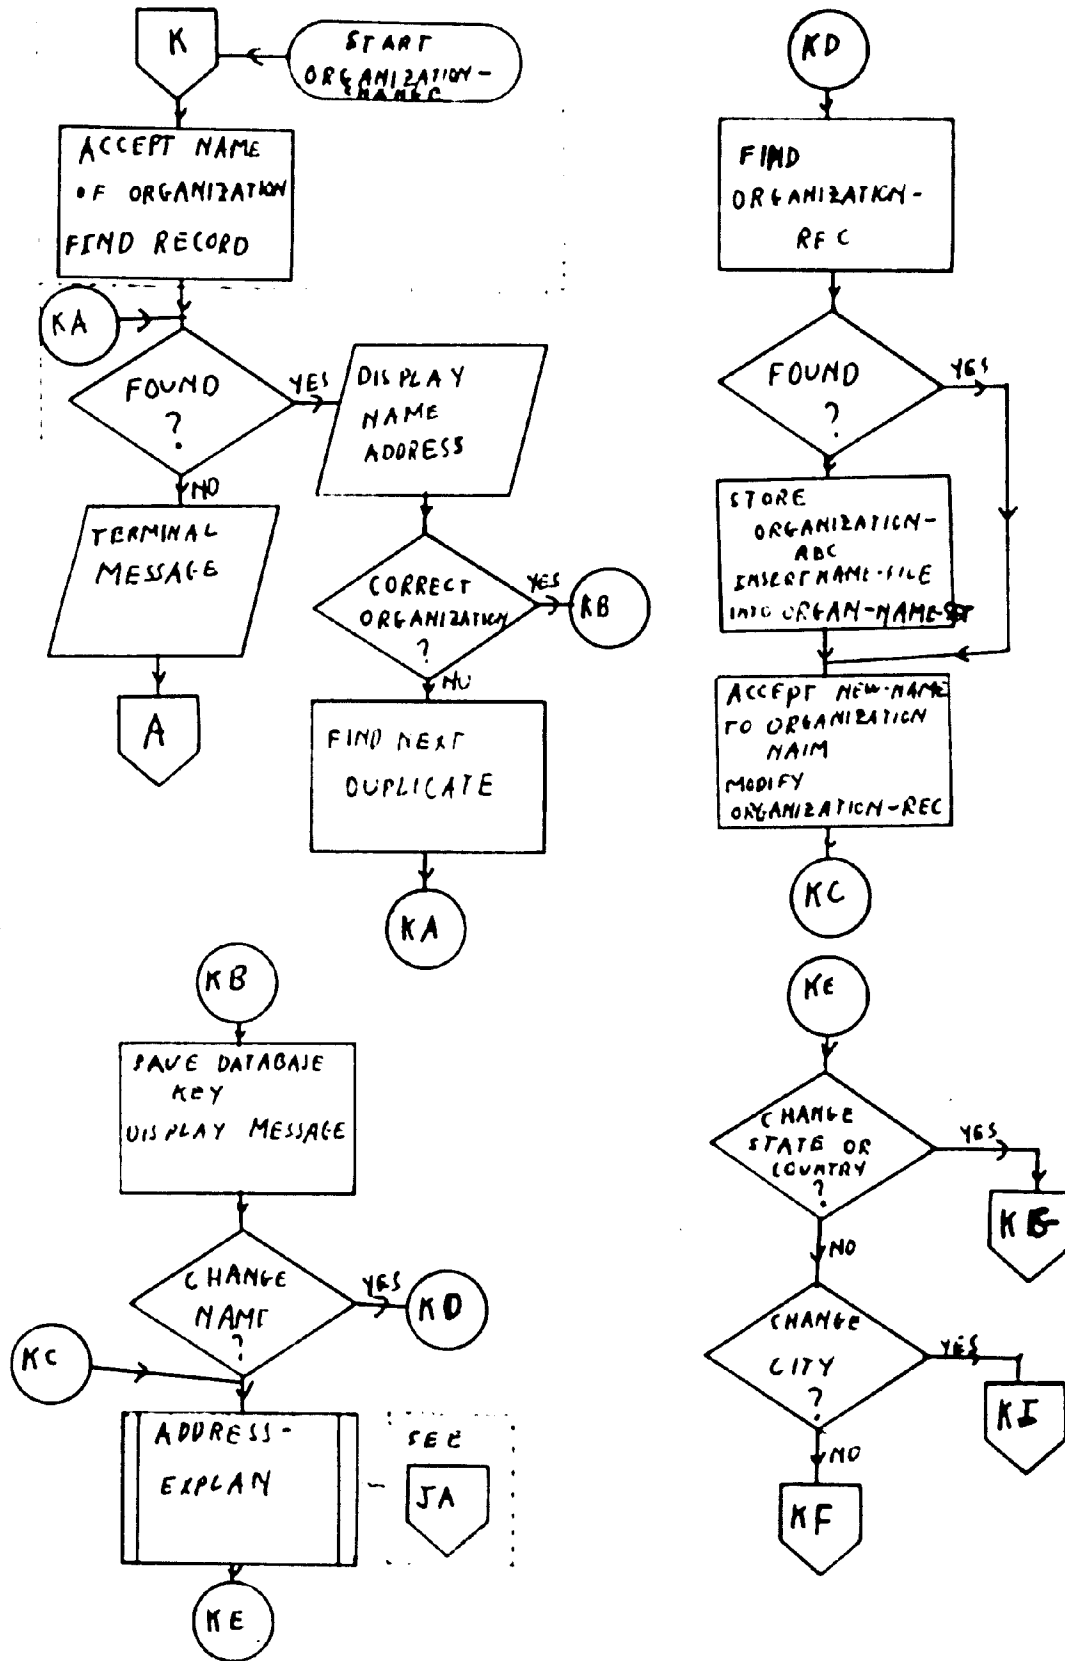 K
START
ORGANIZATION-
CHANGE
ACCEPT NAME
OF ORGANIZATION
FIND RECORD
KA
FOUND
?
YES
NO
DISPLAY
NAME
ADDRESS
TERMINAL
MESSAGE
A
CORRECT
ORGANIZATION
?
YES
KB
NO
FIND NEXT
DUPLICATE
KA
KB
SAVE DATABASE
KEY
DISPLAY MESSAGE
CHANGE
NAME
?
YES
KD
KC
ADDRESS-
EXPLAN
SEE
JA
KE
KD
FIND
ORGANIZATION-
REC
FOUND
?
YES
STORE
ORGANIZATION-
INSERT NAME-FILE
INTO ORGAN-NAME-SET
ACCEPT NEW-NAME
TO ORGANIZATION
NAIM
MODIFY
ORGANIZATION-REC
KC
KE
CHANGE
STATE OR
COUNTRY
?
YES
NO
CHANGE
CITY
?
YES
KI
NO
KF